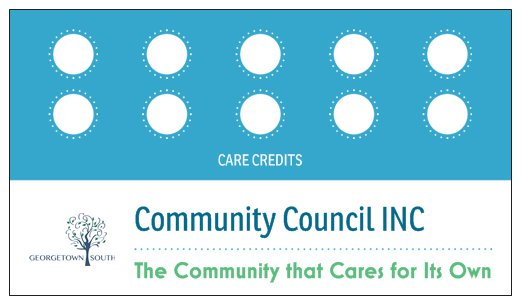 CARE CREDITS
Community Council INC
GEORGETOWN SOUTH
The Community that Cares for Its Own